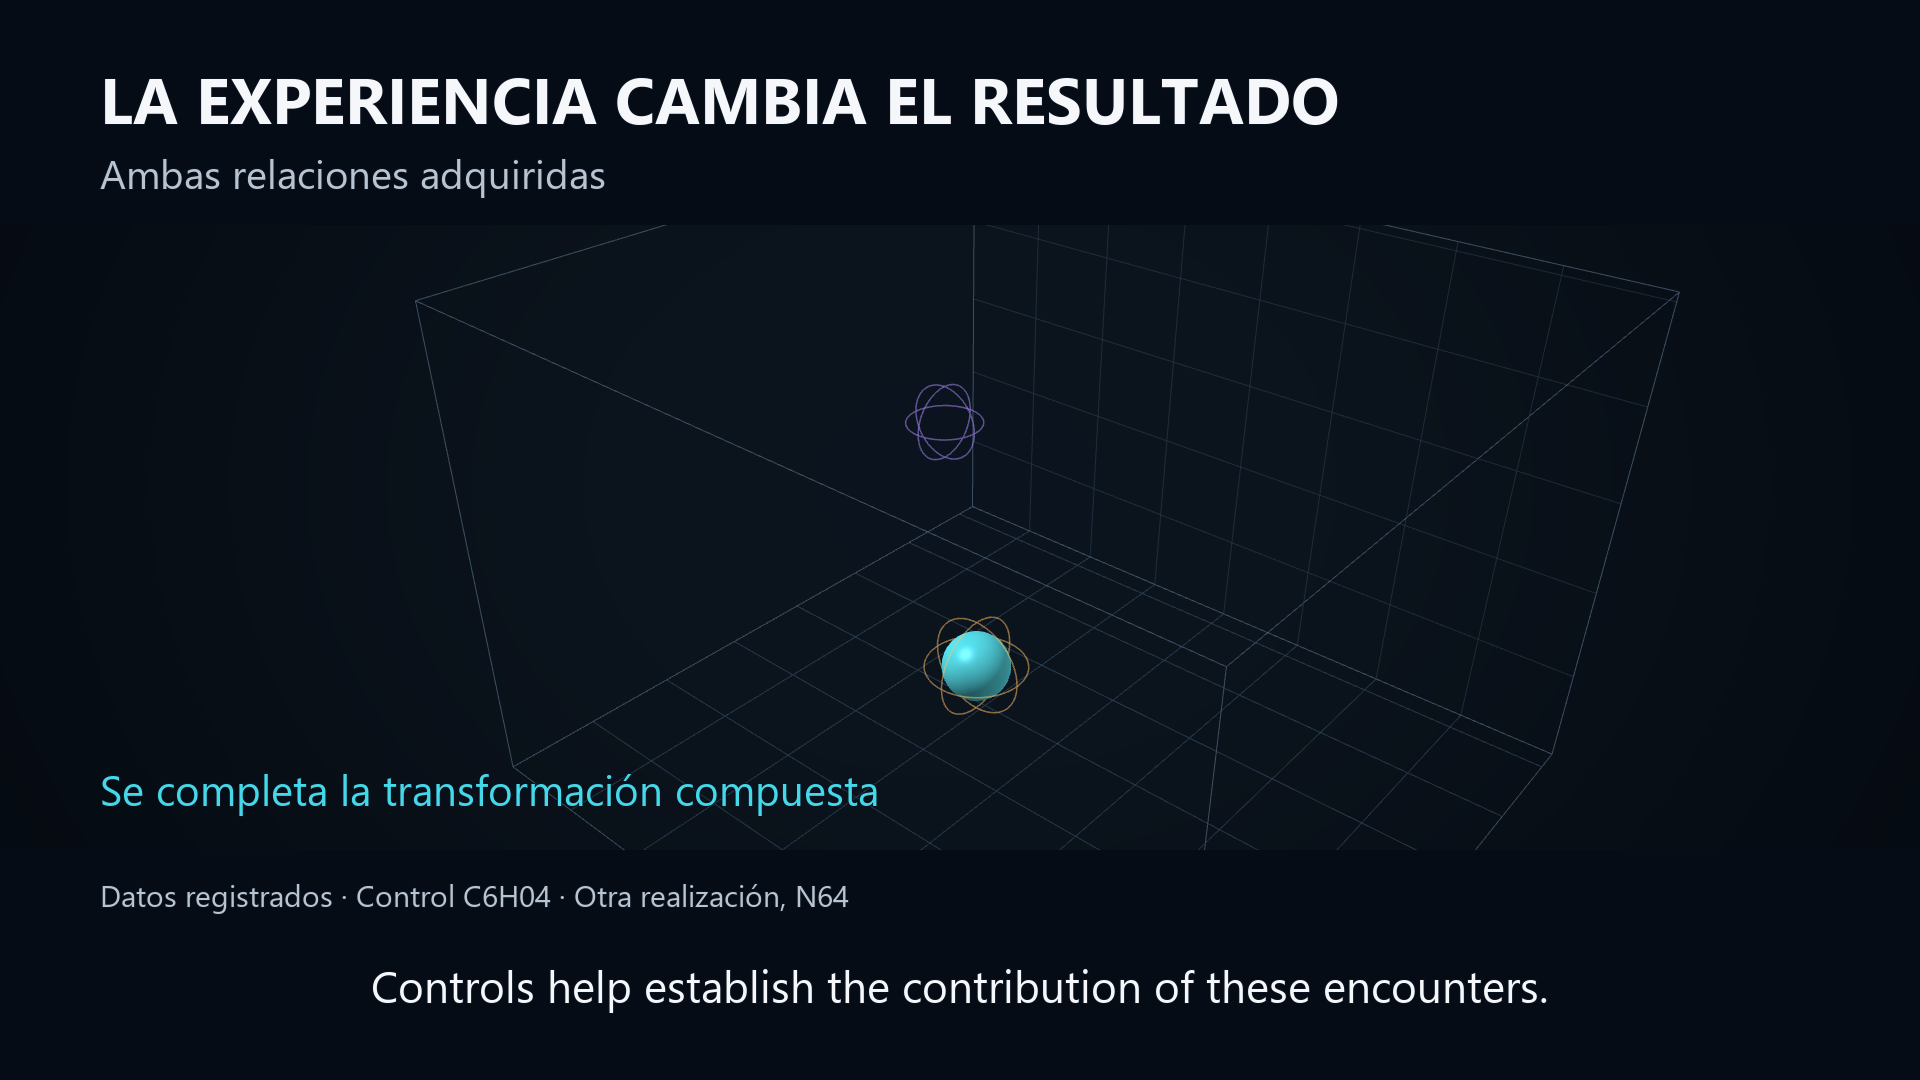 LA EXPERIENCIA CAMBIA EL RESULTADO
Ambas relaciones adquiridas
Se completa la transformación compuesta
Datos registrados · Control C6H04 · Otra realización, N64
Controls help establish the contribution of these encounters.